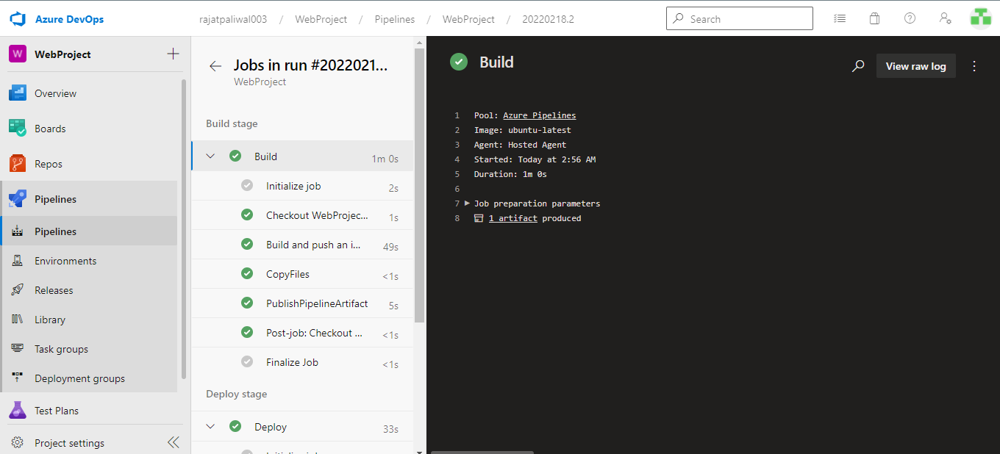 Azure DevOps
rajatpaliwal003 / WebProject / Pipelines / WebProject / 20220218.2
Search
W WebProject
Overview
Boards
Repos
Pipelines
Pipelines
Environments
Releases
Library
Task groups
Deployment groups
Test Plans
Project settings
Jobs in run #2022021...
WebProject
Build stage
Build 1m 0s
Initialize job 2s
Checkout WebProjec... 1s
Build and push an i... 49s
CopyFiles <1s
PublishPipelineArtifact 5s
Post-job: Checkout ... <1s
Finalize Job <1s
Deploy stage
Deploy 33s
Build
View raw log
1 Pool: Azure Pipelines
2 Image: ubuntu-latest
3 Agent: Hosted Agent
4 Started: Today at 2:56 AM
5 Duration: 1m 0s
6
7 Job preparation parameters
8 1 artifact produced